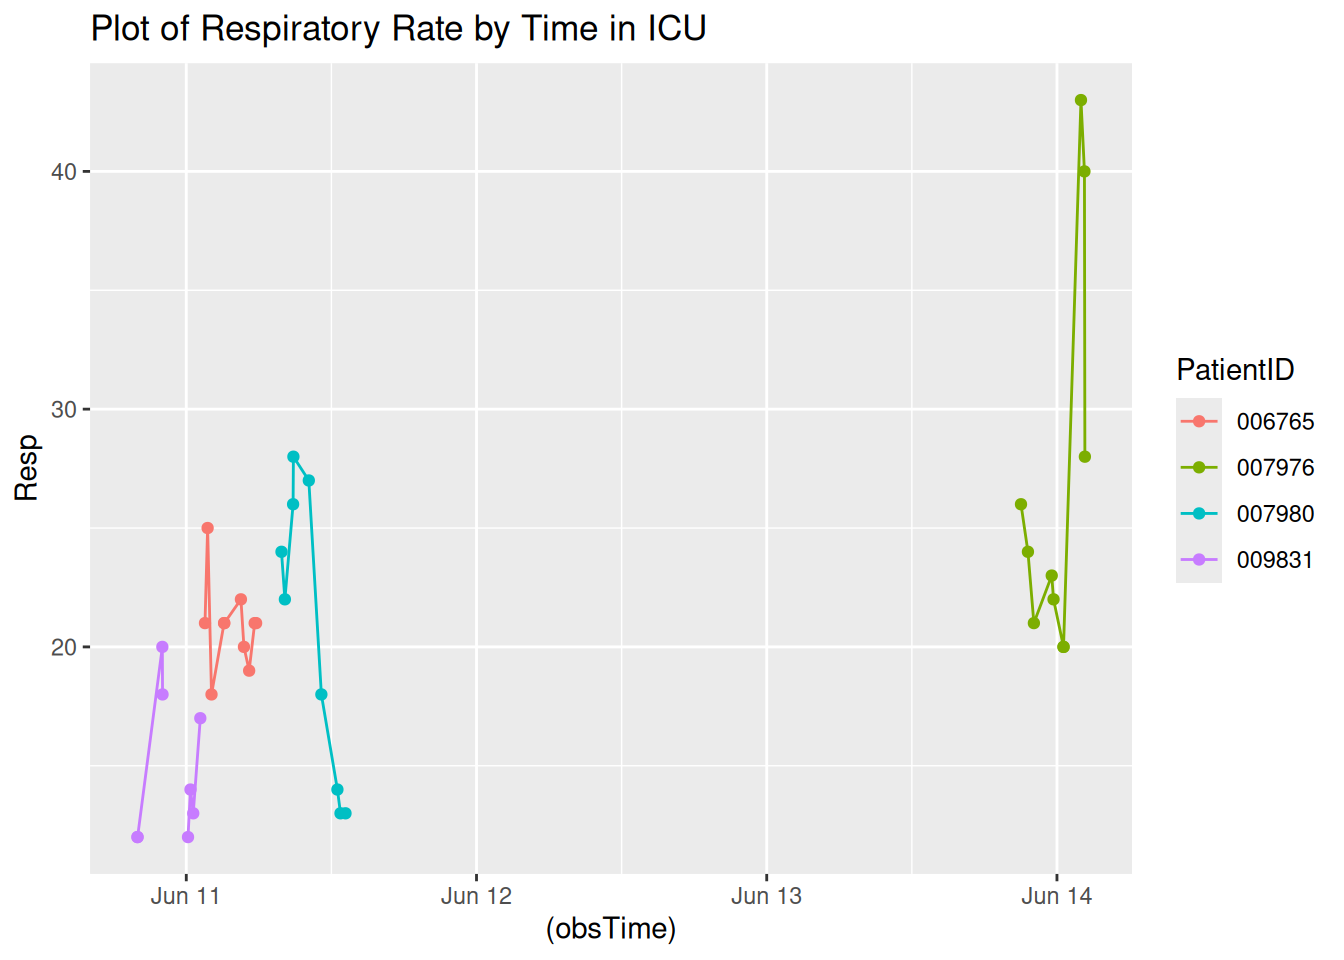 Plot of Respiratory Rate by Time in ICU
Resp
40
30
20
Jun 11
Jun 12
Jun 13
Jun 14
(obsTime)
PatientID
006765
007976
007980
009831